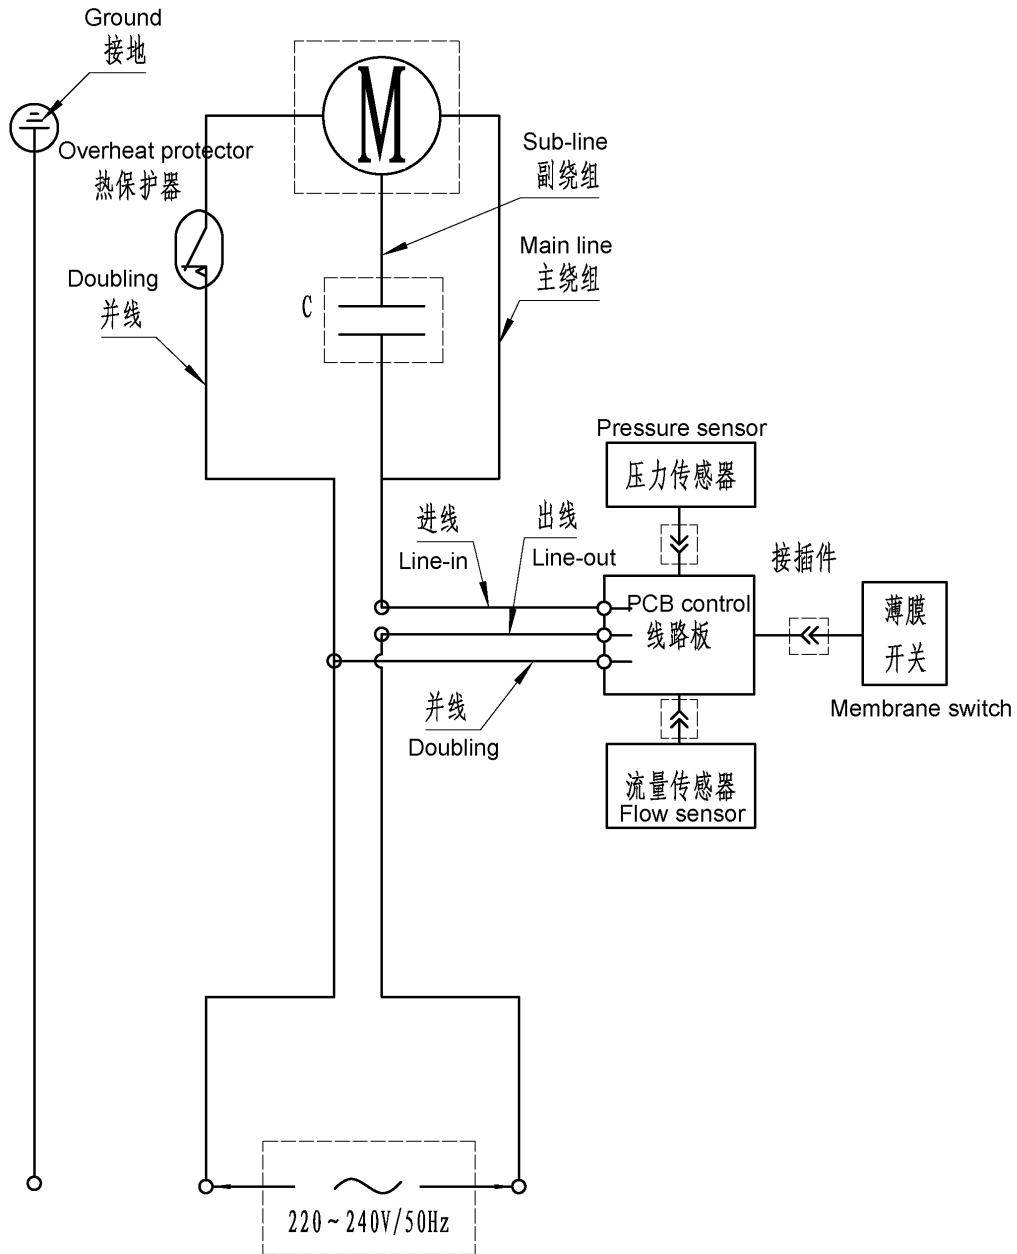 Ground
接地
M
Overheat protector
热保护器
Sub-line
副绕组
Main line
主绕组
Doubling
并线
C
Pressure sensor
压力传感器
进线
Line-in
出线
Line-out
接插件
PCB control
线路板
薄膜
开关
Membrane switch
并线
Doubling
流量传感器
Flow sensor
220~240V/50Hz